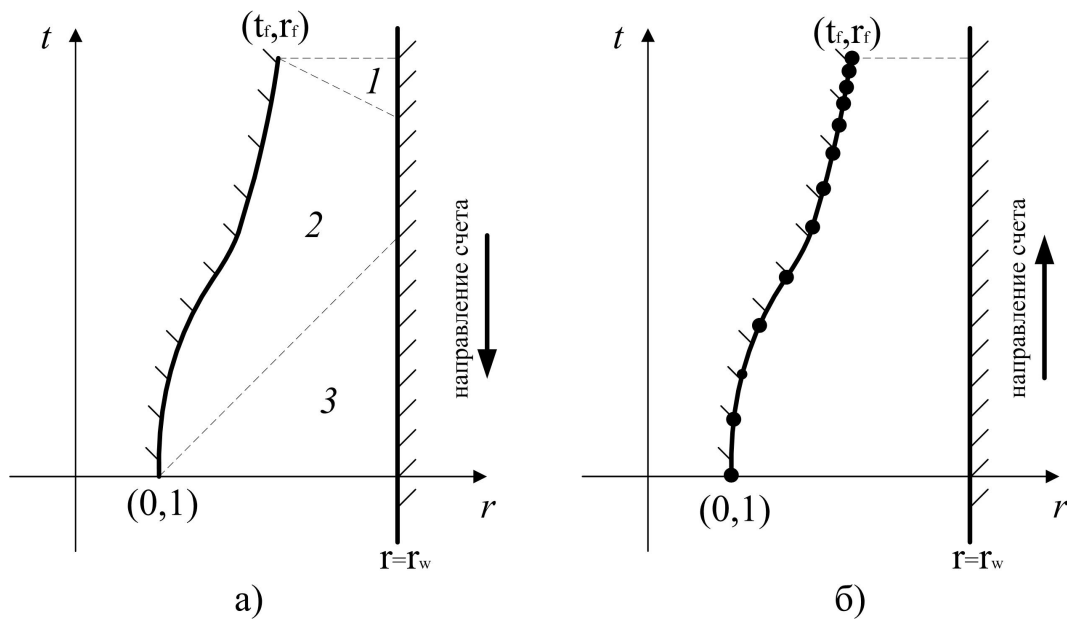 (tf,rf)
t
1
2
3
направление счета
(0,1)
r
r=rw
а)
(tf,rf)
t
направление счета
(0,1)
r
r=rw
б)